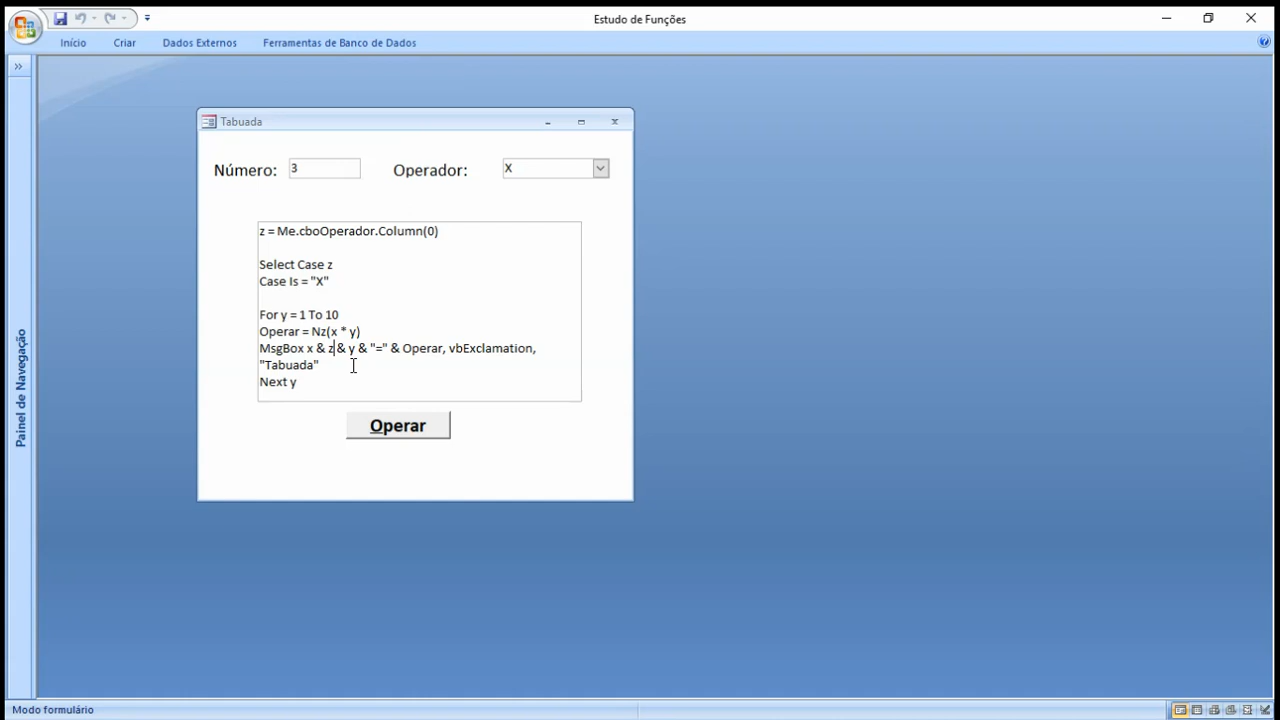 Estudo de Funções
Início Criar Dados Externos Ferramentas de Banco de Dados
»
Painel de Navegação
Tabuada
Número: 3 Operador: X
z = Me.cboOperador.Column(0)
Select Case z
Case Is = "X"
For y = 1 To 10
Operar = Nz(x * y)
MsgBox x & z & y & "=" & Operar, vbExclamation,
"Tabuada"
Next y
Operar
Modo formulário